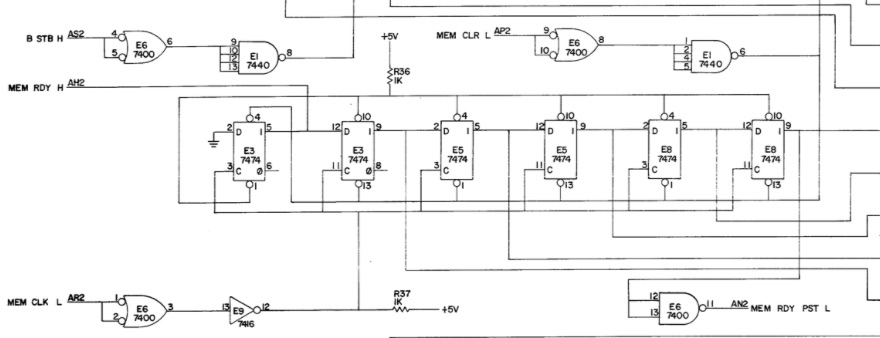 B STB H AS2
4
5
E6
7400
6
9
10
12
13
E1
7440
8
+5V
R36
1K
MEM CLR L AP2
9
10
E6
7400
8
1
2
4
5
E1
7440
6
MEM RDY H AH2
4
2 D 1 5
E3
7474
3 C 0 6
1
10
12 D 1 9
E3
7474
11 C 0 8
13
4
2 D 1 5
E5
7474
3 C
1
10
12 D 1 9
E5
7474
11 C
13
4
2 D 1 5
E8
7474
3 C
1
10
12 D 1 9
E8
7474
11 C
13
MEM CLK L AR2
1
2
E6
7400
3
13 E9 12
7416
R37
1K
+5V
12
13
E6
7400
11 AN2 MEM RDY PST L